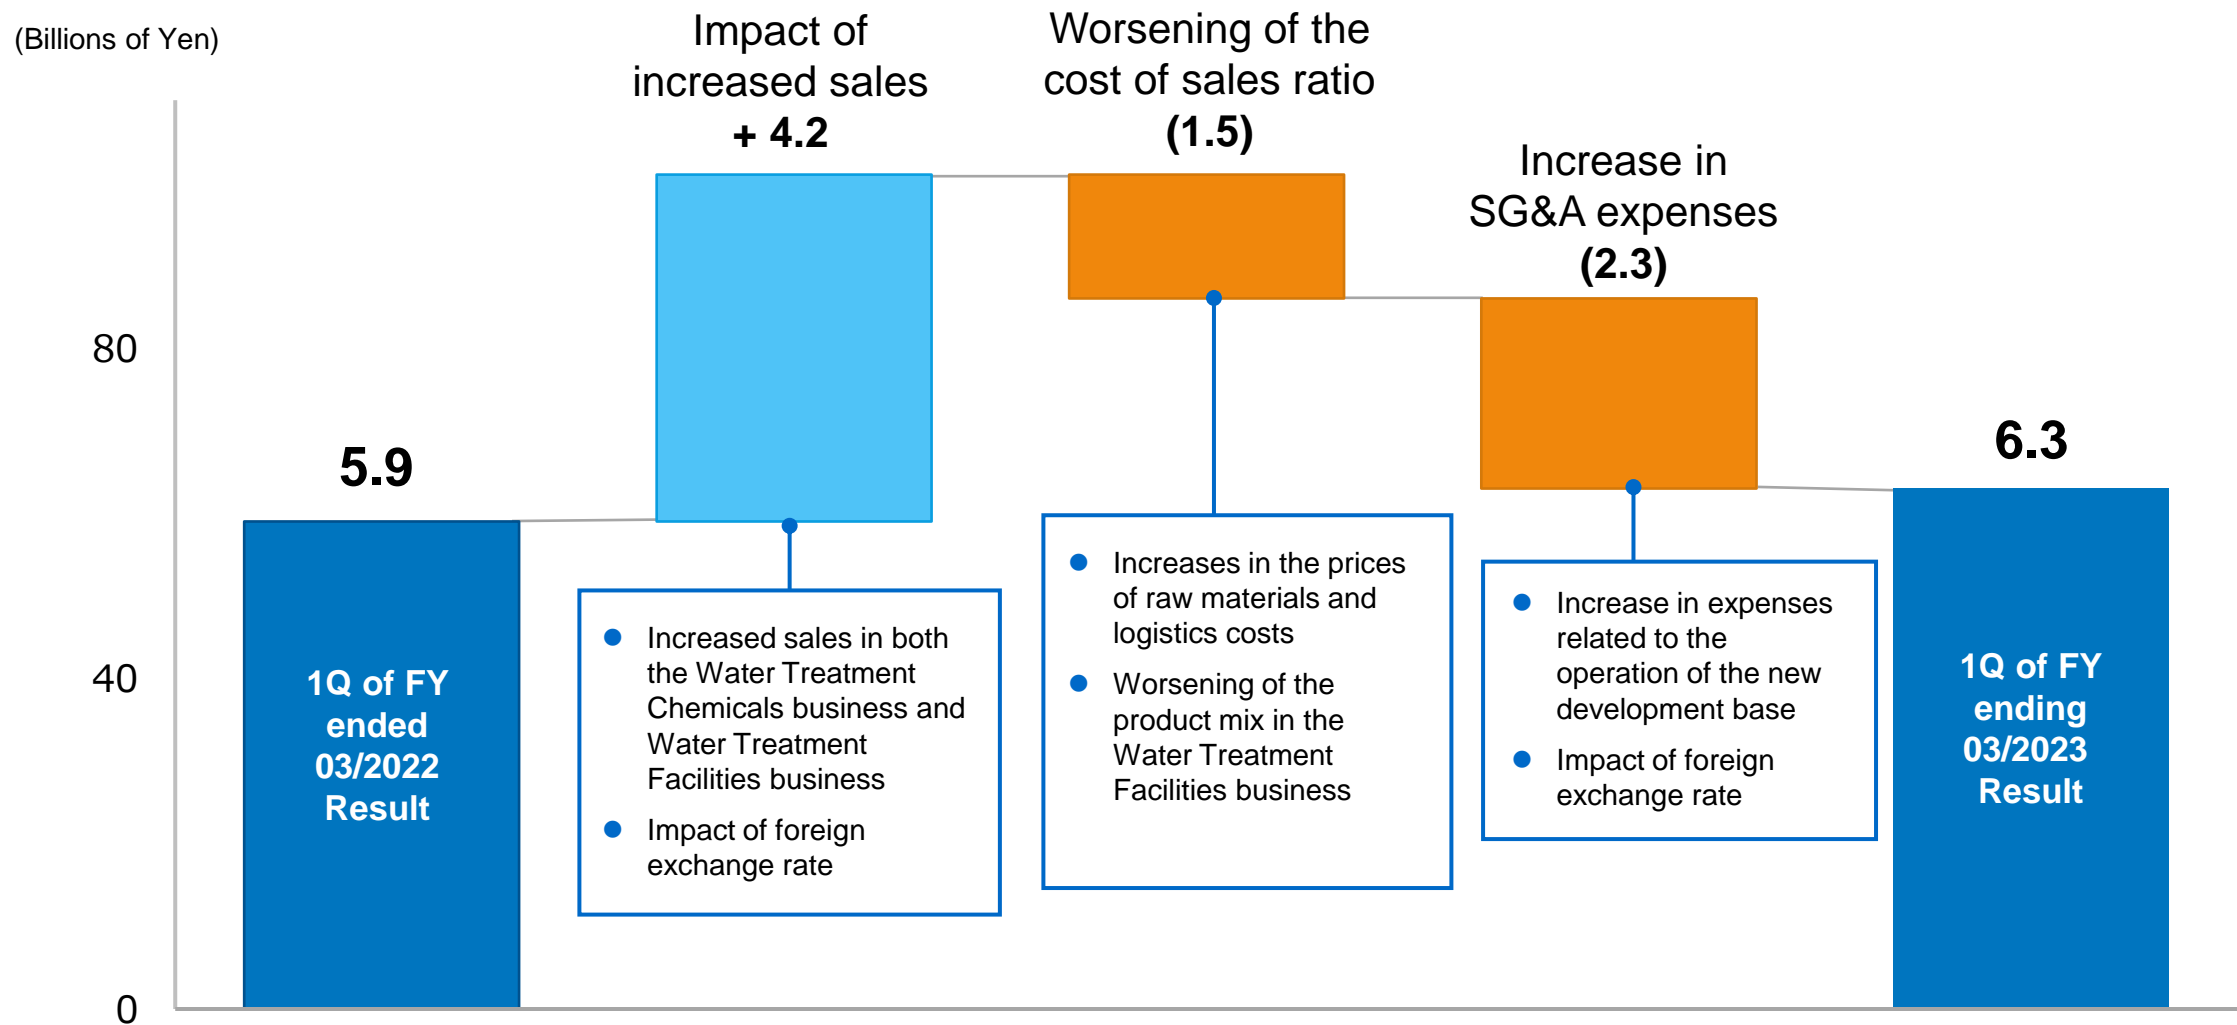 (Billions of Yen)
Impact of
increased sales
+ 4.2
Worsening of the
cost of sales ratio
(1.5)
Increase in
SG&A expenses
(2.3)
80
40
0
5.9
6.3
1Q of FY
ended
03/2022
Result
● Increased sales in both
the Water Treatment
Chemicals business and
Water Treatment
Facilities business
● Impact of foreign
exchange rate
● Increases in the prices
of raw materials and
logistics costs
● Worsening of the
product mix in the
Water Treatment
Facilities business
● Increase in expenses
related to the
operation of the new
development base
● Impact of foreign
exchange rate
1Q of FY
ending
03/2023
Result